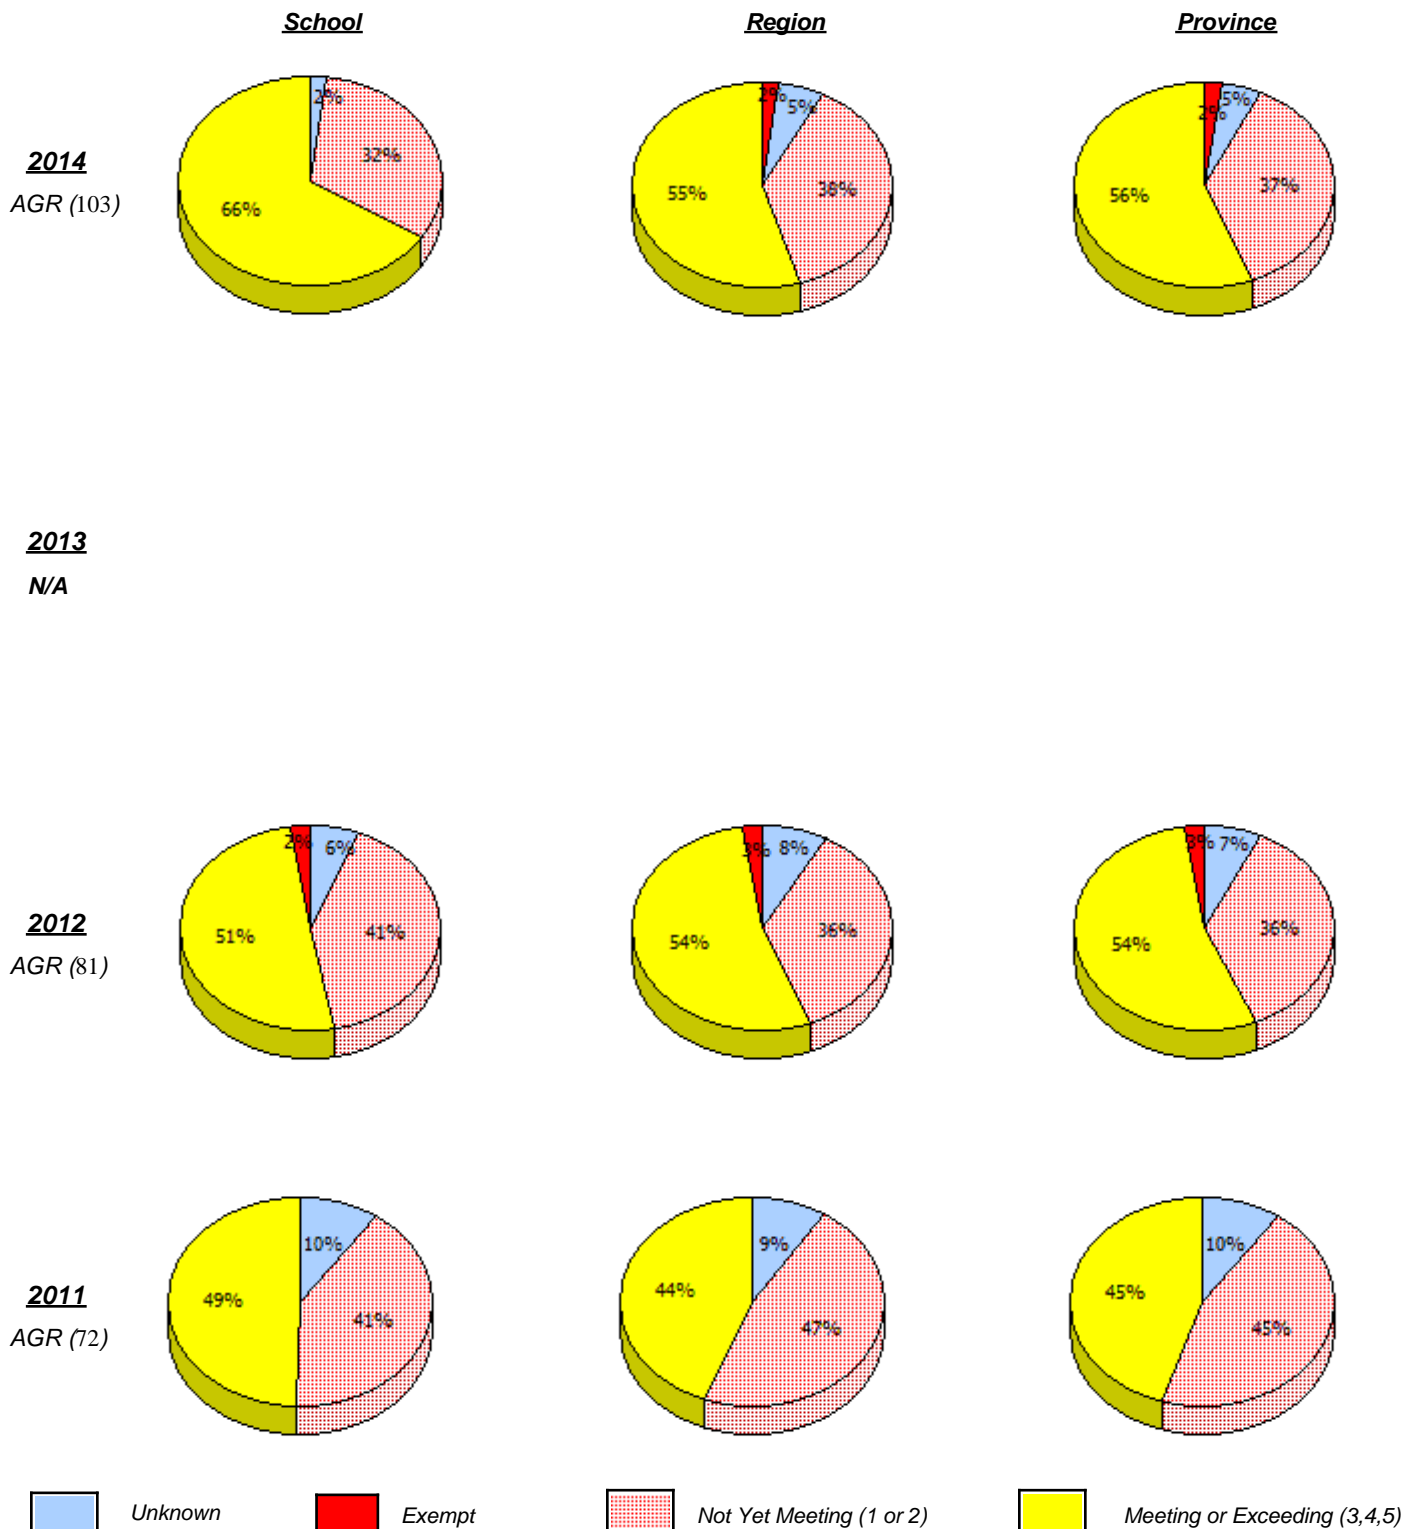 School Region Province
2% 2% 5% 2% 5%
2014 32% 38% 37%
AGR (103) 66% 55% 56%
2013
N/A
2% 6% 3% 8% 3% 7%
2012 51% 41% 54% 36% 54% 36%
AGR (81)
10% 9% 10%
2011 49% 41% 44% 47% 45% 45%
AGR (72)
Unknown Exempt Not Yet Meeting (1 or 2) Meeting or Exceeding (3,4,5)